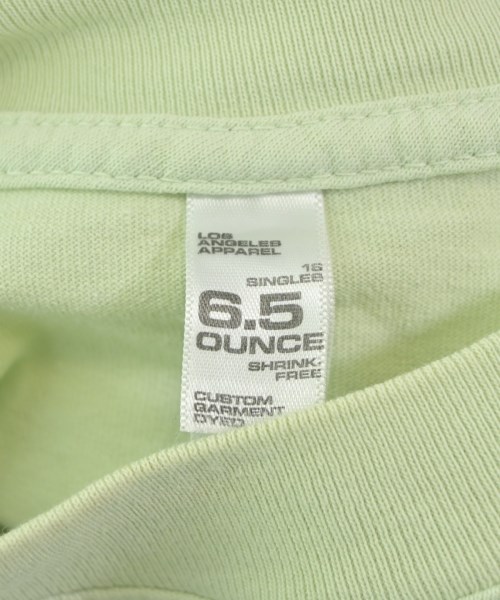 LOS
ANGELES
APPAREL
16
SINGLES
6.5
OUNCE
SHRINK-
FREE
CUSTOM
GARMENT
DYED